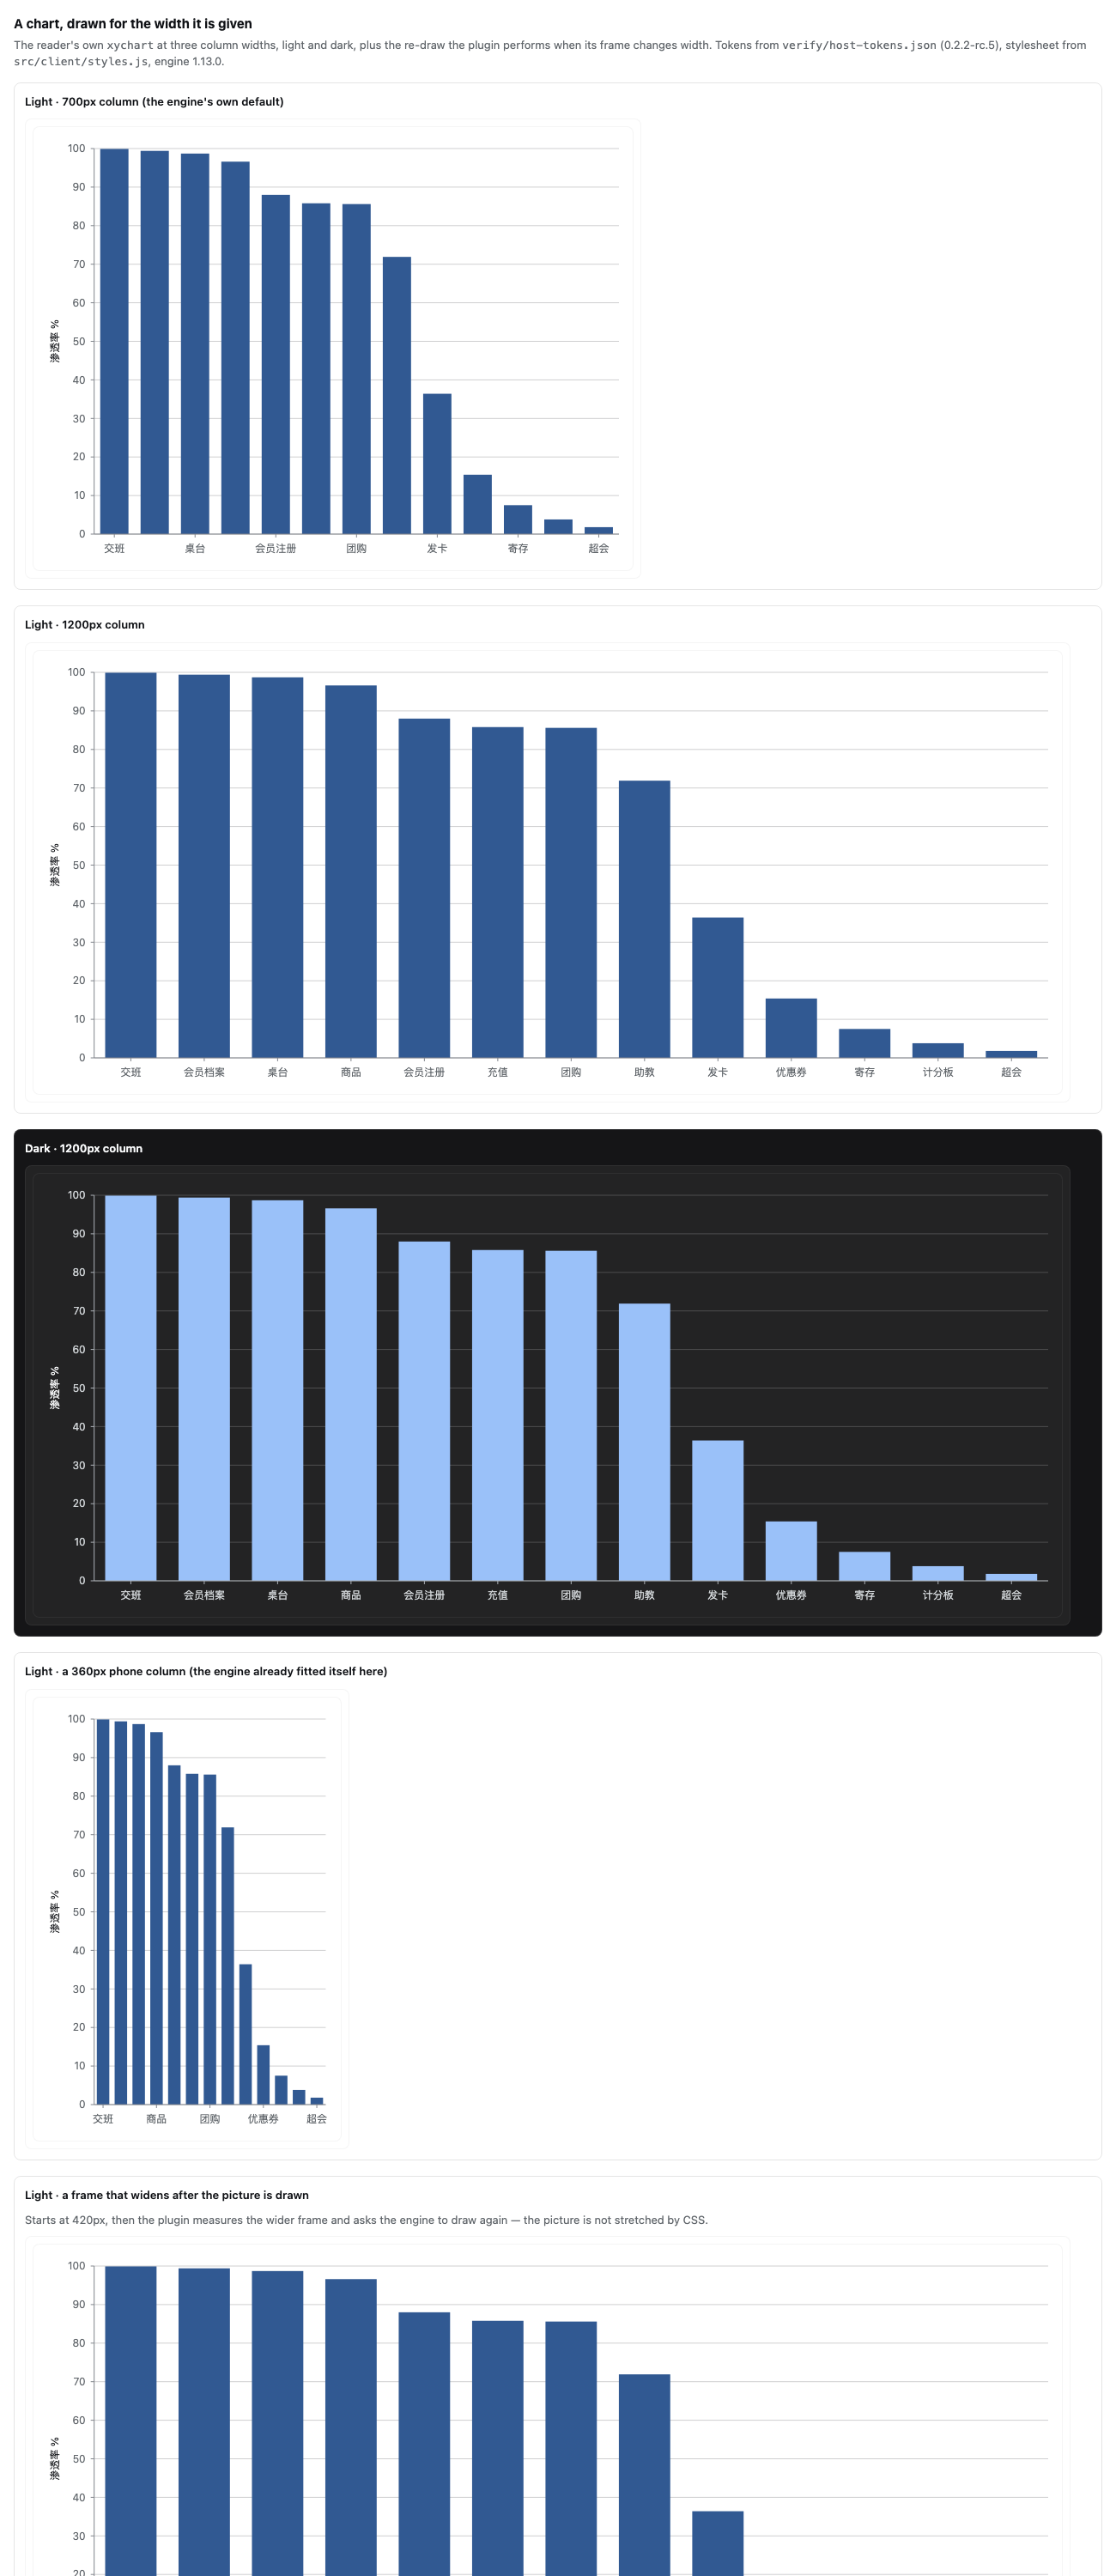 A chart, drawn for the width it is given
The reader's own xychart at three column widths, light and dark, plus the re-draw the plugin performs when its frame changes width. Tokens from verify/host-tokens.json (0.2.2-rc.5), stylesheet from
src/client/styles.js, engine 1.13.0.
Light · 700px column (the engine's own default)
100
90
80
70
60
50
40
30
20
10
0
渗透率 %
交班 桌台 会员注册 团购 发卡 寄存 超会
Light · 1200px column
100
90
80
70
60
50
40
30
20
10
0
渗透率 %
交班 会员档案 桌台 商品 会员注册 充值 团购 助教 发卡 优惠券 寄存 计分板 超会
Dark · 1200px column
100
90
80
70
60
50
40
30
20
10
0
渗透率 %
交班 会员档案 桌台 商品 会员注册 充值 团购 助教 发卡 优惠券 寄存 计分板 超会
Light · a 360px phone column (the engine already fitted itself here)
100
90
80
70
60
50
40
30
20
10
0
渗透率 %
交班 商品 团购 优惠券 超会
Light · a frame that widens after the picture is drawn
Starts at 420px, then the plugin measures the wider frame and asks the engine to draw again — the picture is not stretched by CSS.
100
90
80
70
60
50
40
30
20
渗透率 %